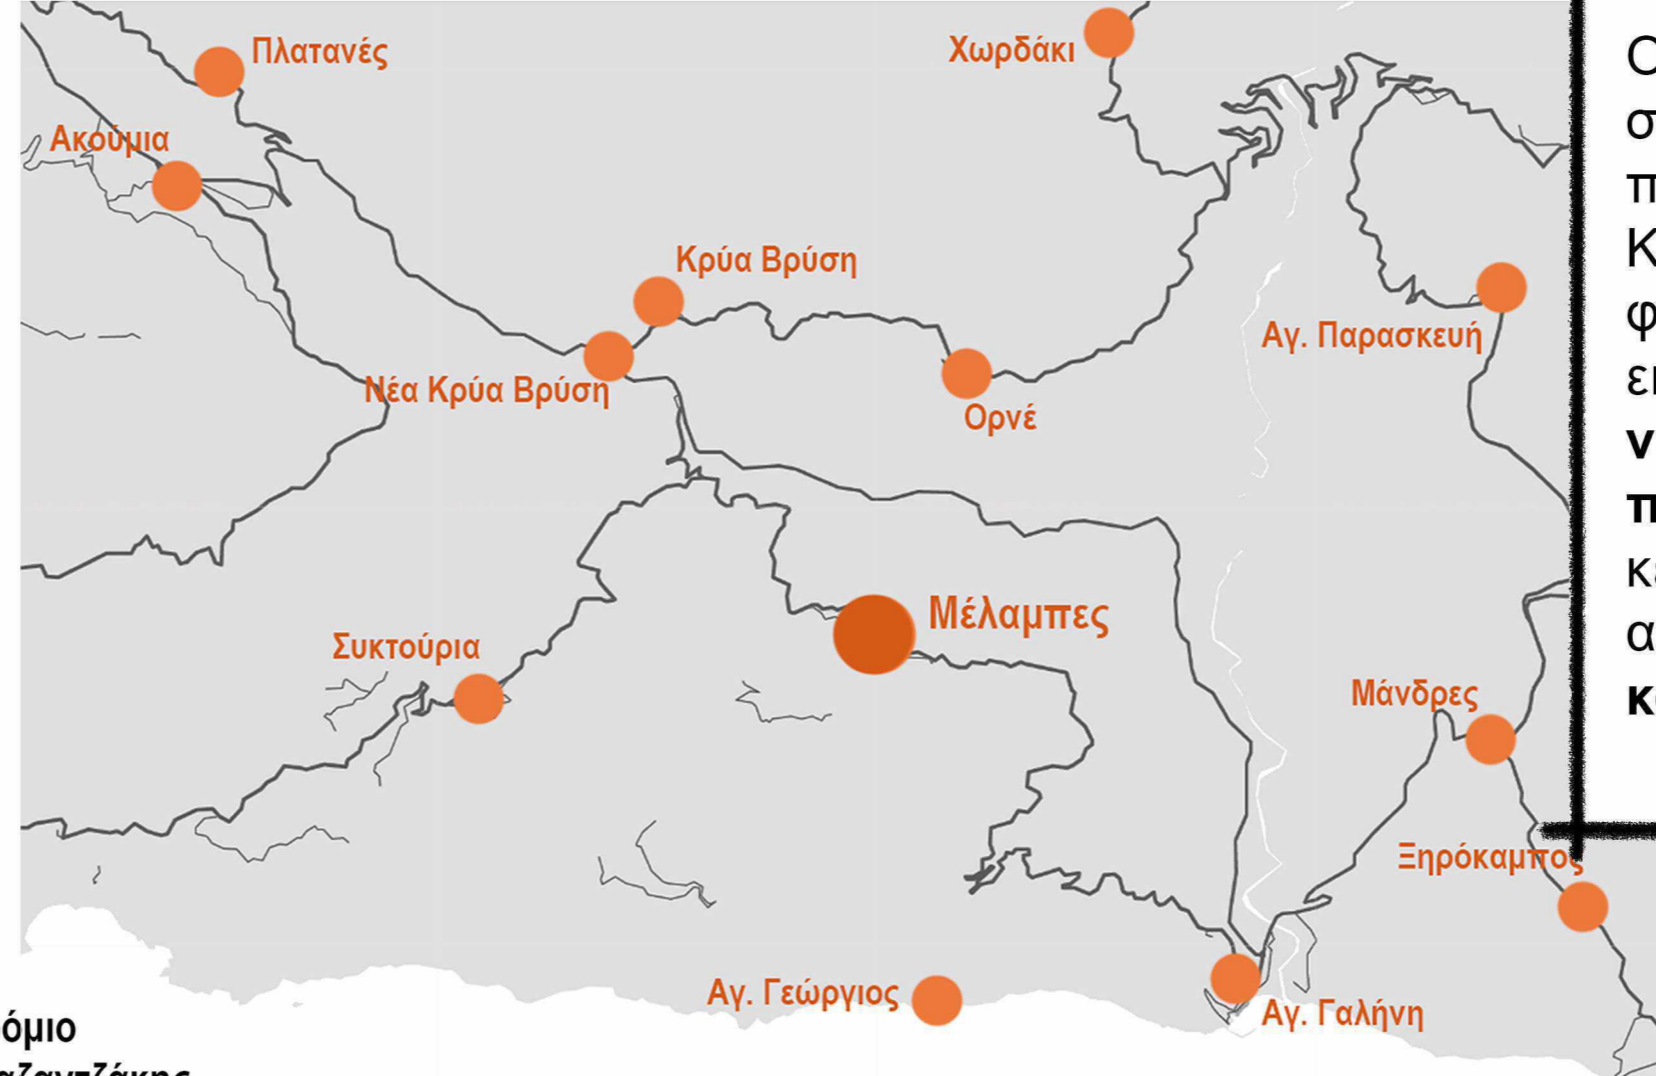 Πλατανές
Χωρδάκι
Ακούμια
Κρύα Βρύση
Αγ. Παρασκευή
Νέα Κρύα Βρύση
Ορνέ
Μέλαμπες
Συκτούρια
Μάνδρες
Ξηρόκαμπος
Αγ. Γεώργιος
Αγ. Γαλήνη